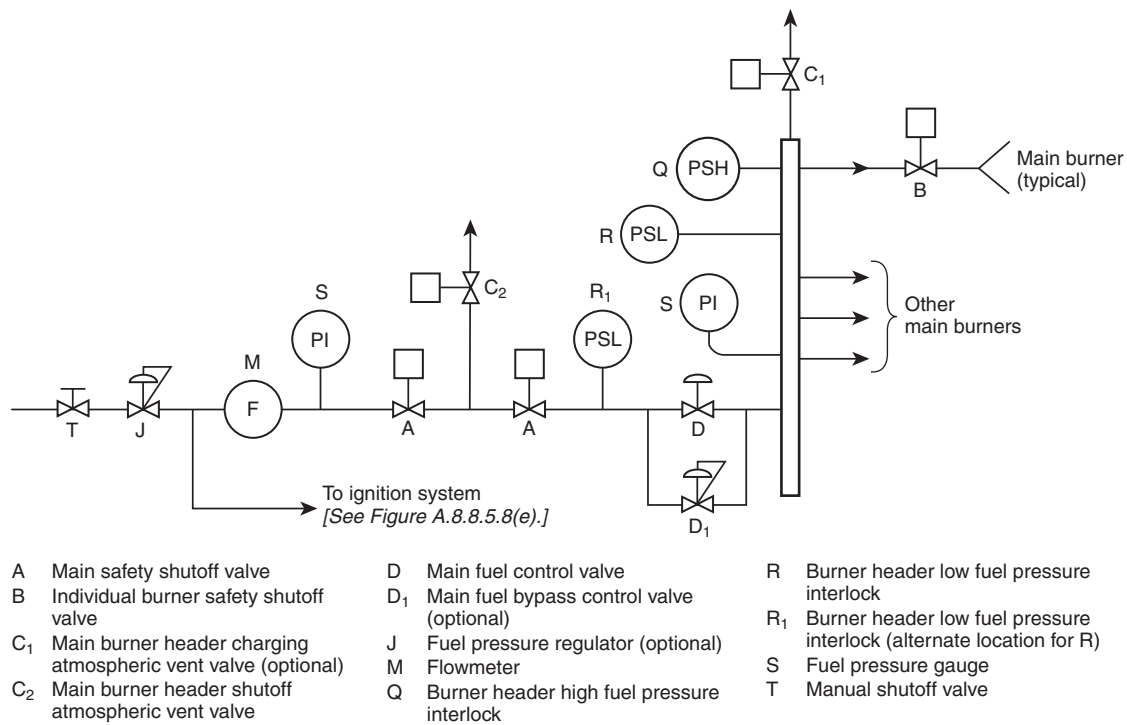 C1
Q
PSH
Main burner
(typical)
B
R
PSL
C2
S
PI
Other
main burners
S
PI
R1
PSL
M
F
T
J
A
A
D
To ignition system
[See Figure A.8.8.5.8(e).]
D1
A Main safety shutoff valve
B Individual burner safety shutoff
valve
C1 Main burner header charging
atmospheric vent valve (optional)
C2 Main burner header shutoff
atmospheric vent valve
D Main fuel control valve
D1 Main fuel bypass control valve
(optional)
J Fuel pressure regulator (optional)
M Flowmeter
Q Burner header high fuel pressure
interlock
R Burner header low fuel pressure
interlock
R1 Burner header low fuel pressure
interlock (alternate location for R)
S Fuel pressure gauge
T Manual shutoff valve